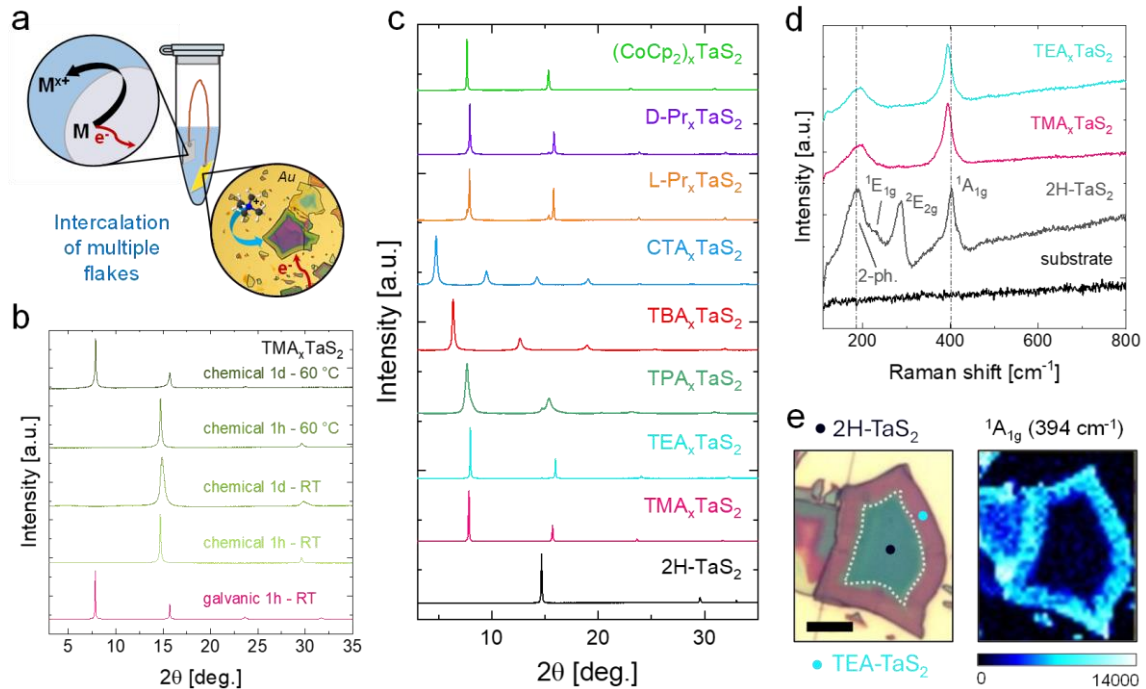 a
Mˣ⁺
M
e⁻
Au
e⁻
Intercalation
of multiple
flakes
b
TMAₓTaS₂
chemical 1d - 60 °C
chemical 1h - 60 °C
chemical 1d - RT
chemical 1h - RT
galvanic 1h - RT
Intensity [a.u.]
5 10 15 20 25 30 35
2θ [deg.]
c
(CoCp₂)ₓTaS₂
D-PrₓTaS₂
L-PrₓTaS₂
CTAₓTaS₂
TBAₓTaS₂
TPAₓTaS₂
TEAₓTaS₂
TMAₓTaS₂
2H-TaS₂
Intensity [a.u.]
10 20 30
2θ [deg.]
d
TEAₓTaS₂
TMAₓTaS₂
¹E₁g ²E₂g ¹A₁g 2H-TaS₂
2-ph.
substrate
Intensity [a.u.]
200 400 600 800
Raman shift [cm⁻¹]
e
2H-TaS₂
¹A₁g (394 cm⁻¹)
TEA-TaS₂
0 14000